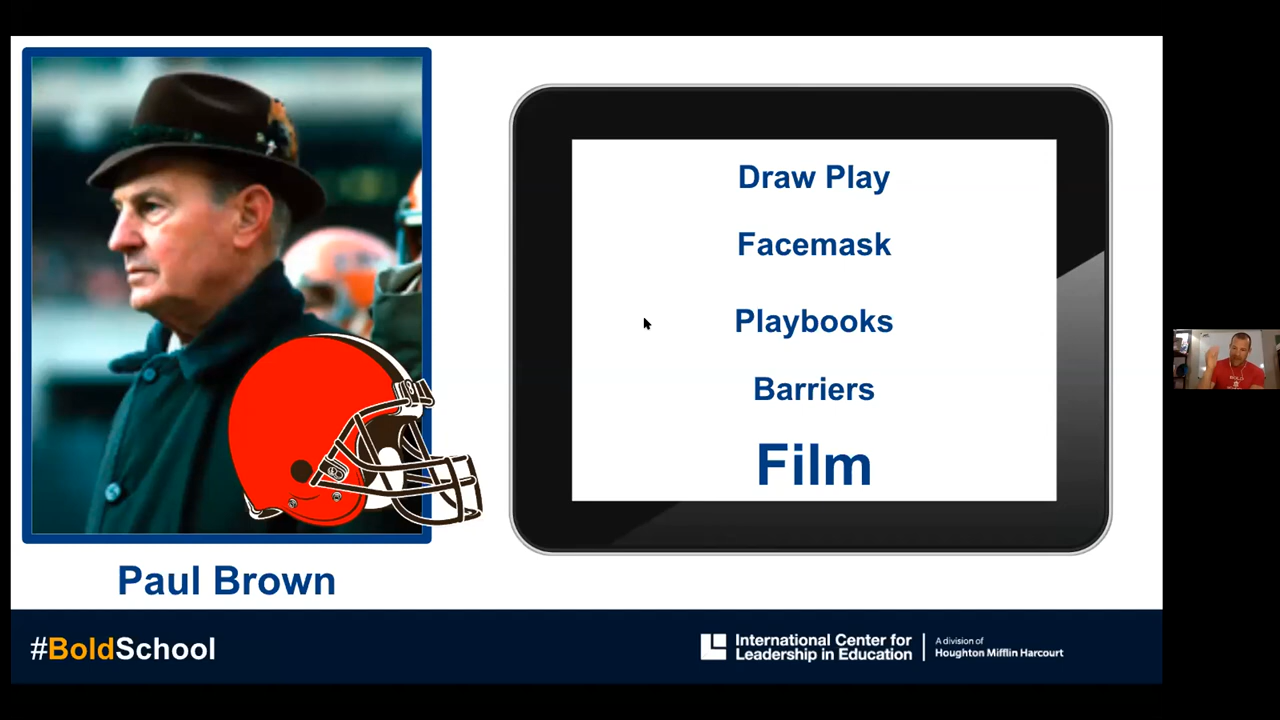 Draw Play
Facemask
Playbooks
Barriers
Film
Paul Brown
#BoldSchool
International Center for
Leadership in Education
A division of
Houghton Mifflin Harcourt